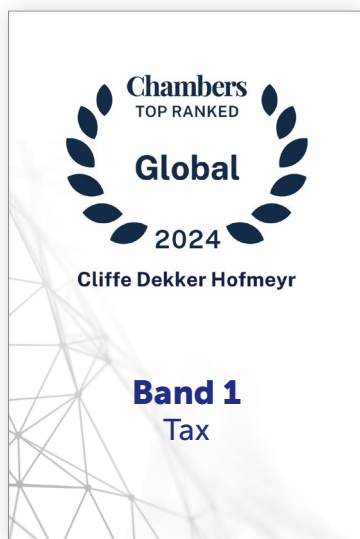 Chambers
TOP RANKED
Global
2024
Cliffe Dekker Hofmeyr
Band 1
Tax